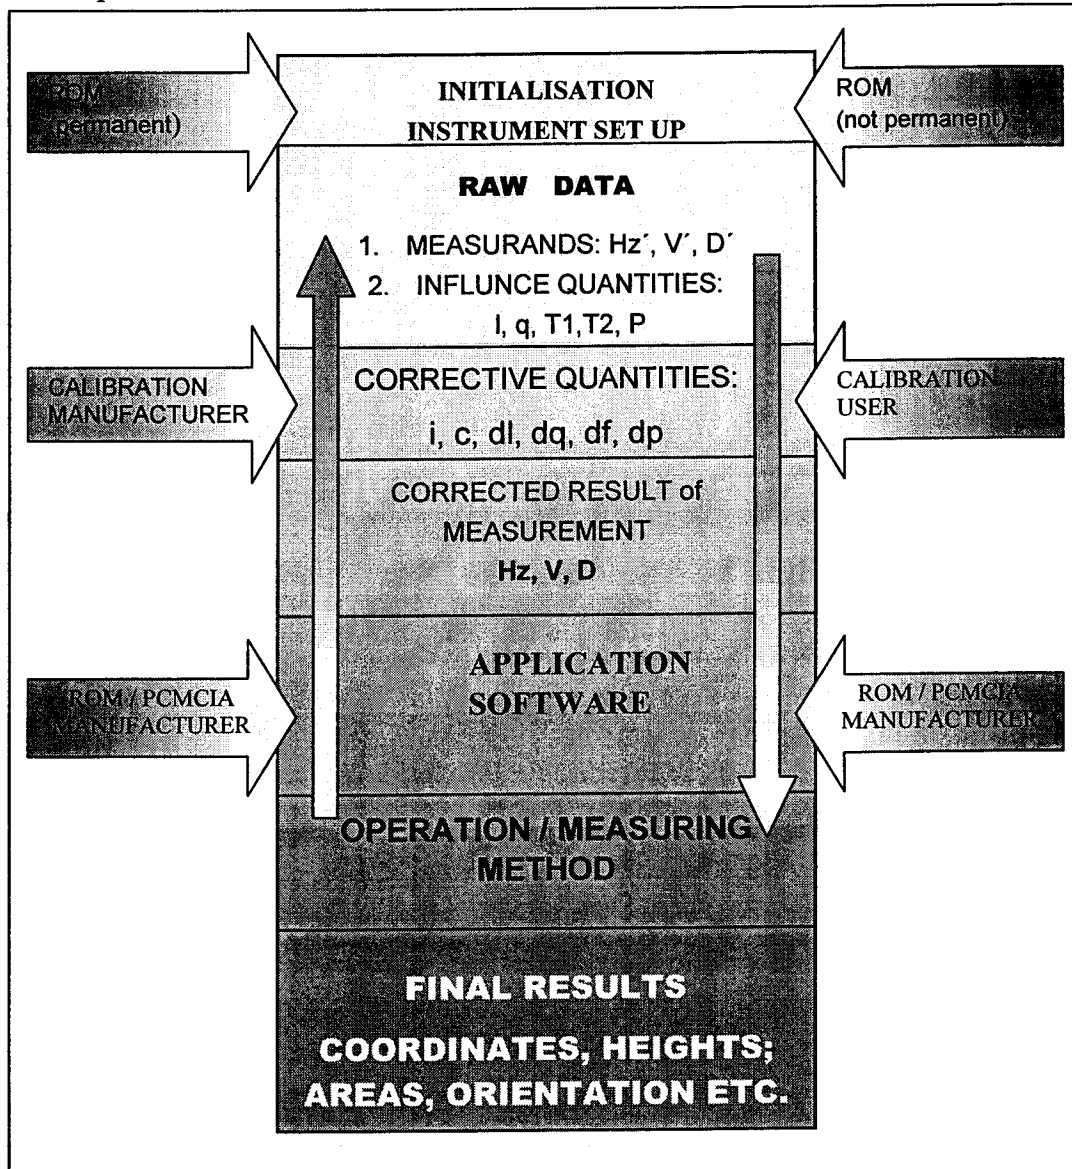 ROM
(permanent)
INITIALISATION
INSTRUMENT SET UP
ROM
(not permanent)
RAW DATA
1. MEASURANDS: Hz´, V´, D´
2. INFLUNCE QUANTITIES:
l, q, T1,T2, P
CALIBRATION
MANUFACTURER
CORRECTIVE QUANTITIES:
i, c, dl, dq, df, dp
CALIBRATION
USER
CORRECTED RESULT of
MEASUREMENT
Hz, V, D
ROM / PCMCIA
MANUFACTURER
APPLICATION
SOFTWARE
ROM / PCMCIA
MANUFACTURER
OPERATION / MEASURING
METHOD
FINAL RESULTS
COORDINATES, HEIGHTS;
AREAS, ORIENTATION ETC.